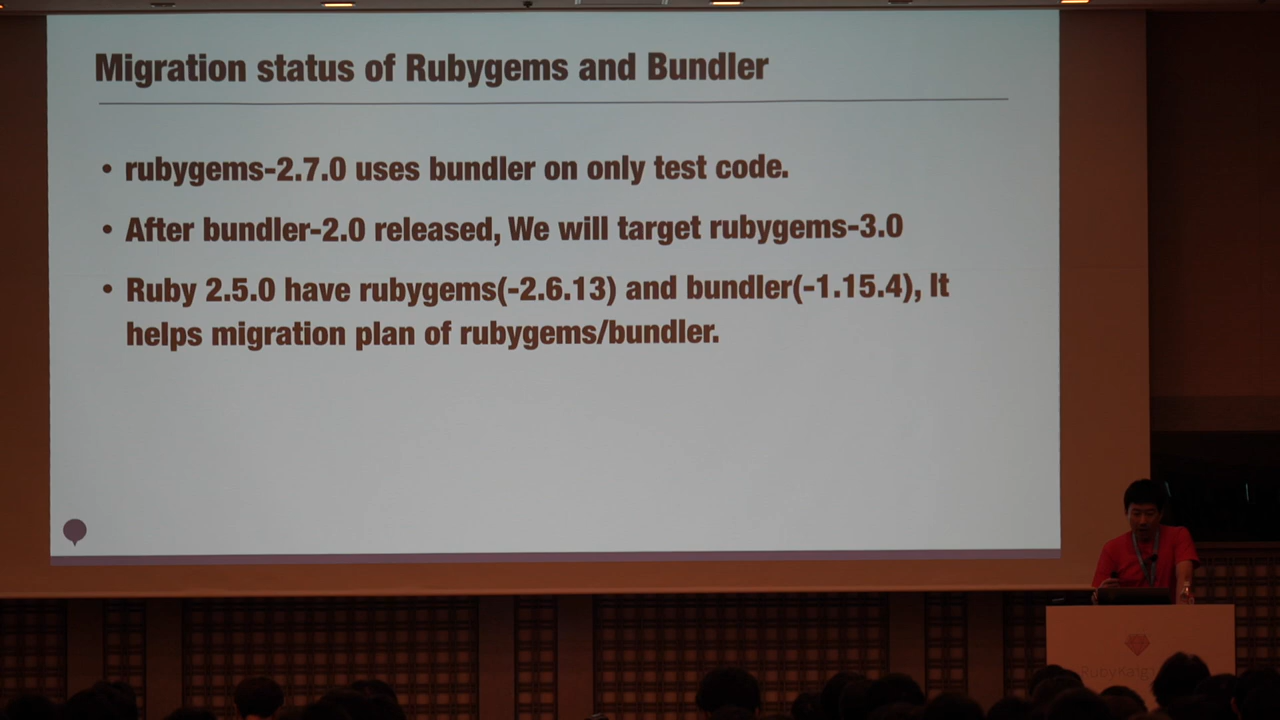 Migration status of Rubygems and Bundler
• rubygems-2.7.0 uses bundler on only test code.
• After bundler-2.0 released, We will target rubygems-3.0
• Ruby 2.5.0 have rubygems(-2.6.13) and bundler(-1.15.4), It
helps migration plan of rubygems/bundler.